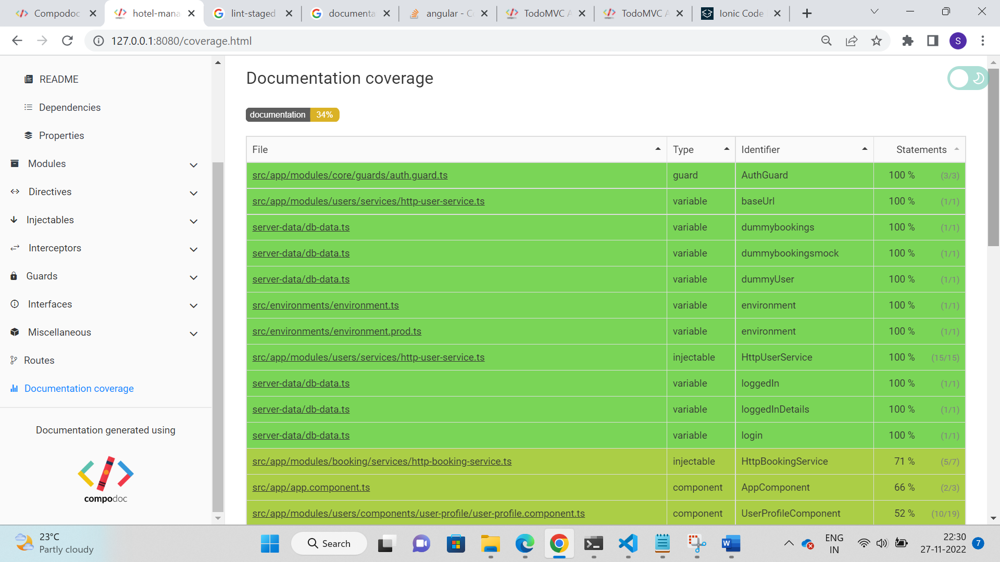 Compodoc
hotel-mana
lint-staged
documenta
angular - Co
TodoMVC A
TodoMVC A
Ionic Code
127.0.0.1:8080/coverage.html
S
README
Dependencies
Properties
Modules
Directives
Injectables
Interceptors
Guards
Interfaces
Miscellaneous
Routes
Documentation coverage
Documentation generated using
compodoc
Documentation coverage
documentation 34%
File Type Identifier Statements
src/app/modules/core/guards/auth.guard.ts guard AuthGuard 100 % (3/3)
src/app/modules/users/services/http-user-service.ts variable baseUrl 100 % (1/1)
server-data/db-data.ts variable dummybookings 100 % (1/1)
server-data/db-data.ts variable dummybookingsmock 100 % (1/1)
server-data/db-data.ts variable dummyUser 100 % (1/1)
src/environments/environment.ts variable environment 100 % (1/1)
src/environments/environment.prod.ts variable environment 100 % (1/1)
src/app/modules/users/services/http-user-service.ts injectable HttpUserService 100 % (15/15)
server-data/db-data.ts variable loggedIn 100 % (1/1)
server-data/db-data.ts variable loggedInDetails 100 % (1/1)
server-data/db-data.ts variable login 100 % (1/1)
src/app/modules/booking/services/http-booking-service.ts injectable HttpBookingService 71 % (5/7)
src/app/app.component.ts component AppComponent 66 % (2/3)
src/app/modules/users/components/user-profile/user-profile.component.ts component UserProfileComponent 52 % (10/19)
23°C
Partly cloudy
Search
W
ENG
IN
22:30
27-11-2022
7